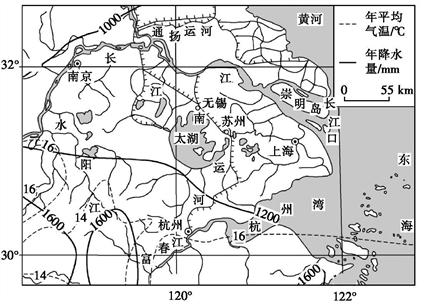 黄河
年平均
气温/℃
年降水
量/mm
0 55 km
1000
通扬运河
32°
南京
长江
崇明岛
长江口
江南运河
无锡
苏州
太湖
上海
水阳江
16
16
14
1600
1600
1200
杭州湾
东海
杭州
16
富春江
30°
14
1600
120°
122°